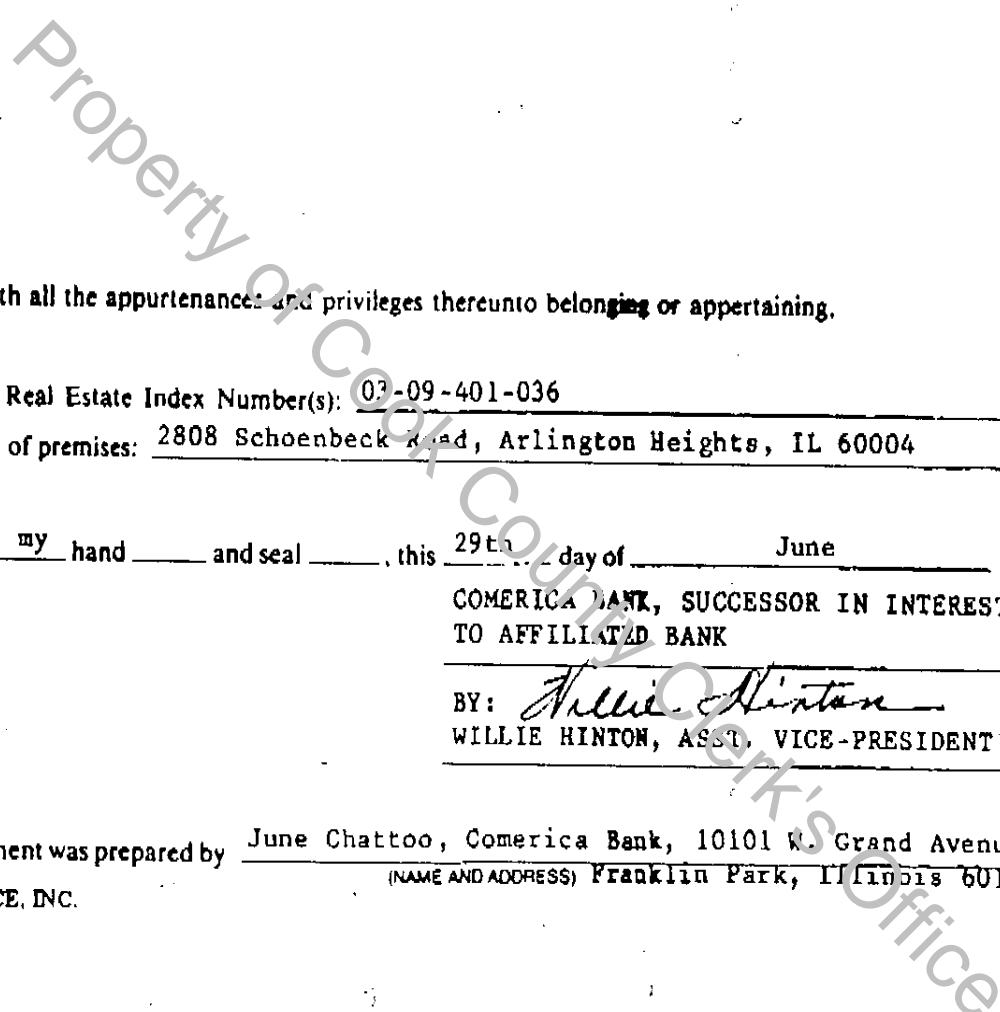 Property of Cook County Clerk's Office
th all the appurtenances and privileges thereunto belonging or appertaining.
Real Estate Index Number(s): 03-09-401-036
of premises: 2808 Schoenbeck Road, Arlington Heights, IL 60004
my hand and seal , this 29th day of June
COMERICA BANK, SUCCESSOR IN INTEREST
TO AFFILIATED BANK
BY: Willie Hinton
WILLIE HINTON, ASST. VICE-PRESIDENT
nent was prepared by June Chattoo, Comerica Bank, 10101 W. Grand Avenu
(NAME AND ADDRESS) Franklin Park, Illinois 601
CE, INC.